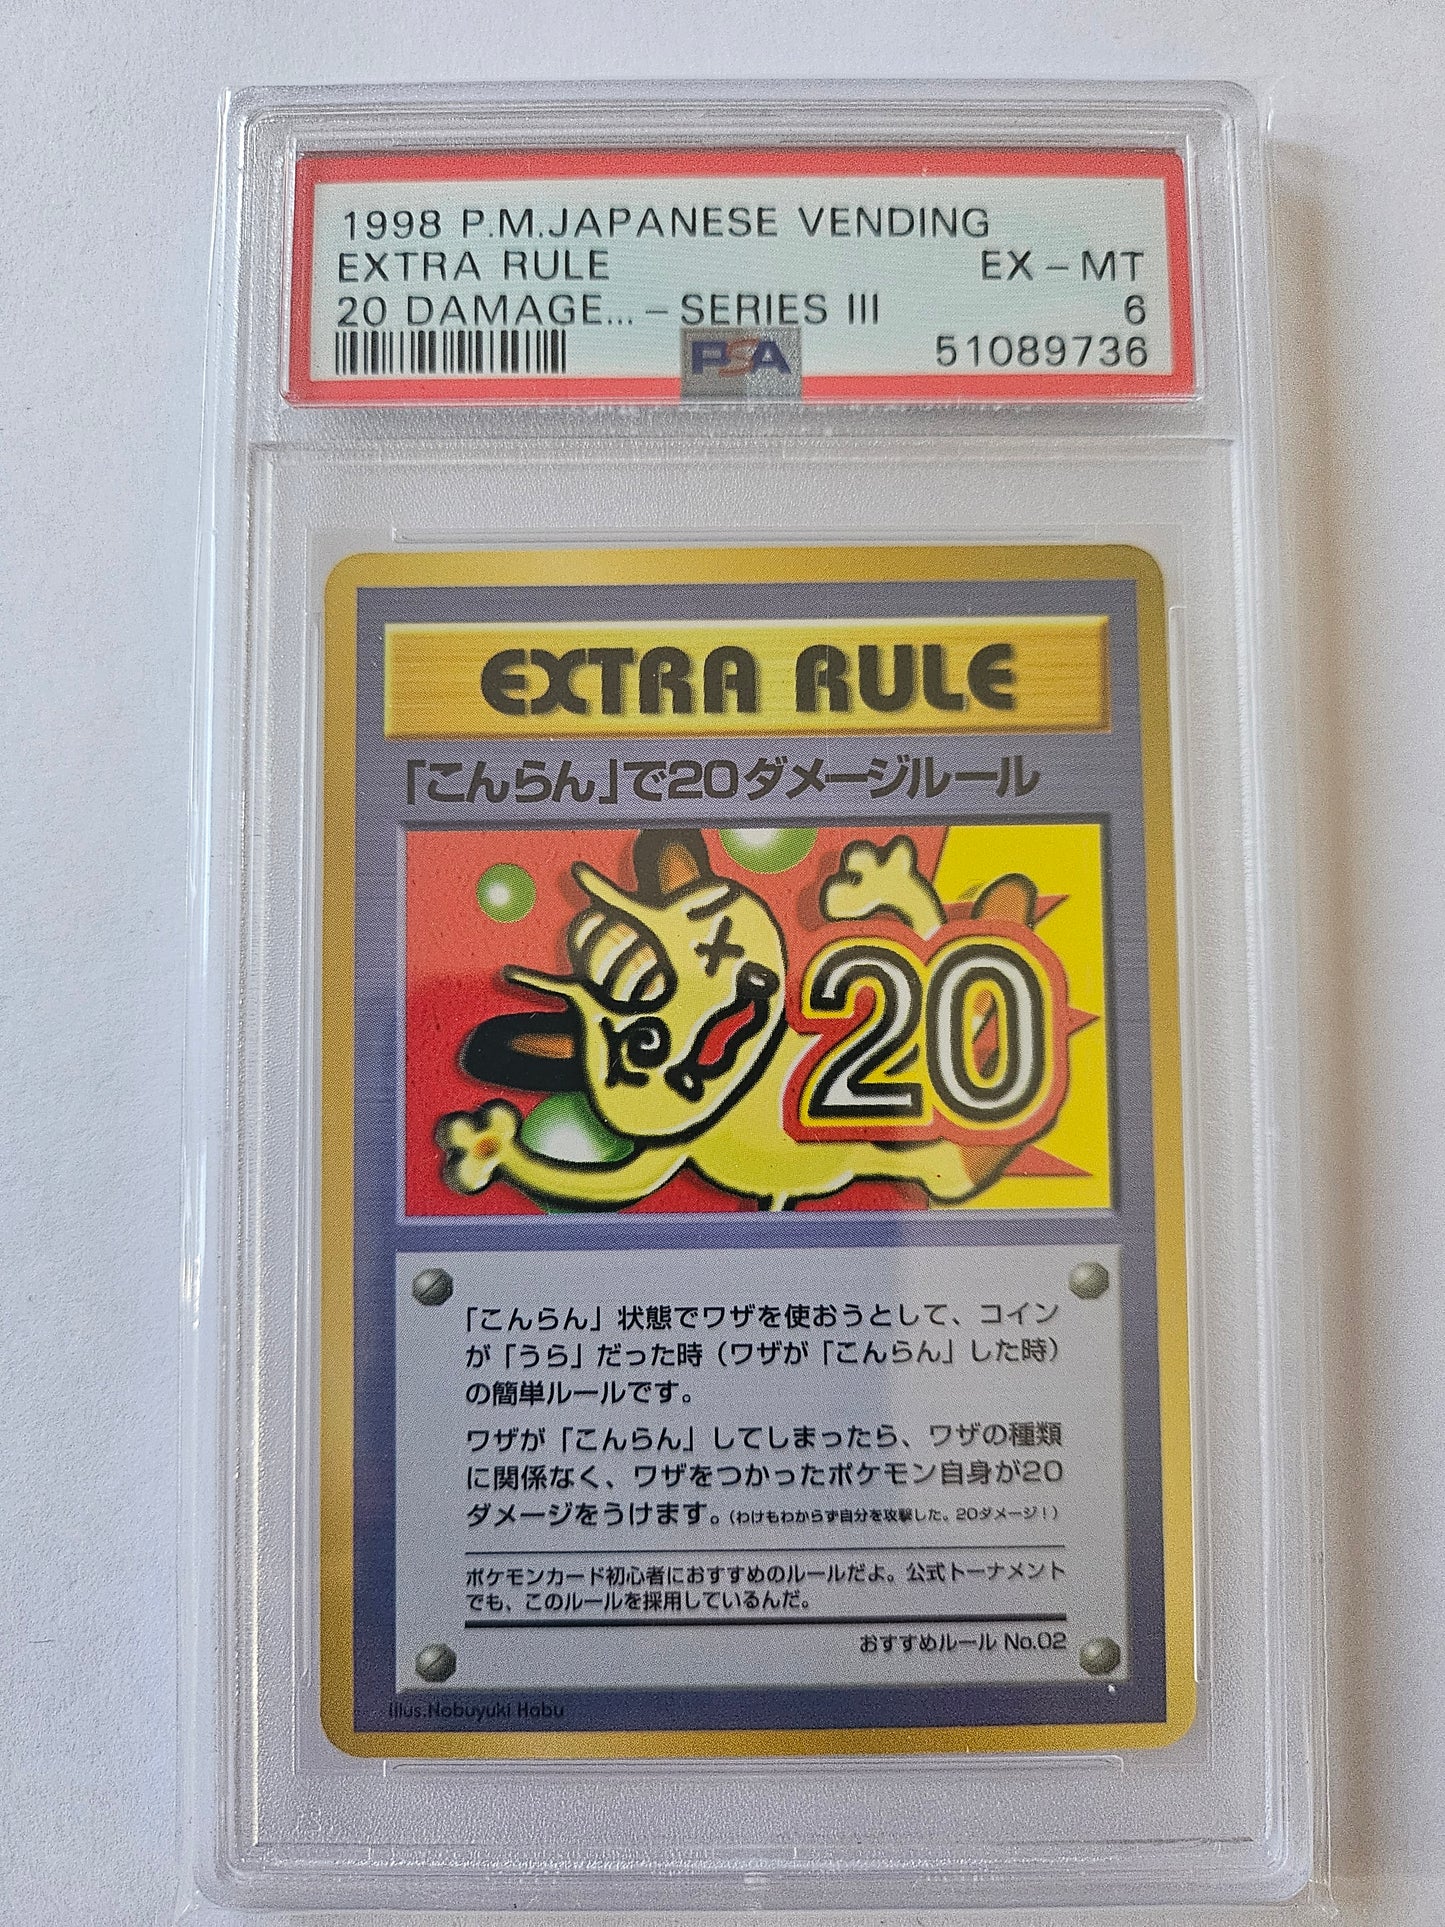 1998 P.M.JAPANESE VENDING
EXTRA RULE EX - MT
20 DAMAGE... - SERIES III 6
PSA 51089736
EXTRA RULE
「こんらん」で20ダメージルール
20
「こんらん」状態でワザを使おうとして、コイン
が「うら」だった時（ワザが「こんらん」した時）
の簡単ルールです。
ワザが「こんらん」してしまったら、ワザの種類
に関係なく、ワザをつかったポケモン自身が20
ダメージをうけます。（わけもわからず自分を攻撃した。20ダメージ！）
ポケモンカード初心者におすすめのルールだよ。公式トーナメント
でも、このルールを採用しているんだ。
おすすめルール No.02
Illus.Nobuyuki Habu